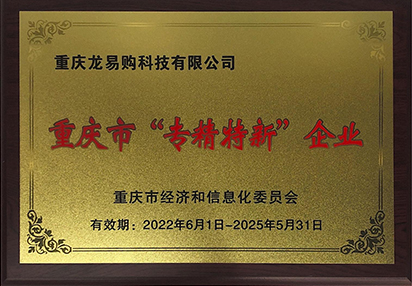 重庆龙易购科技有限公司
重庆市“专精特新”企业
重庆市经济和信息化委员会
有效期：2022年6月1日-2025年5月31日